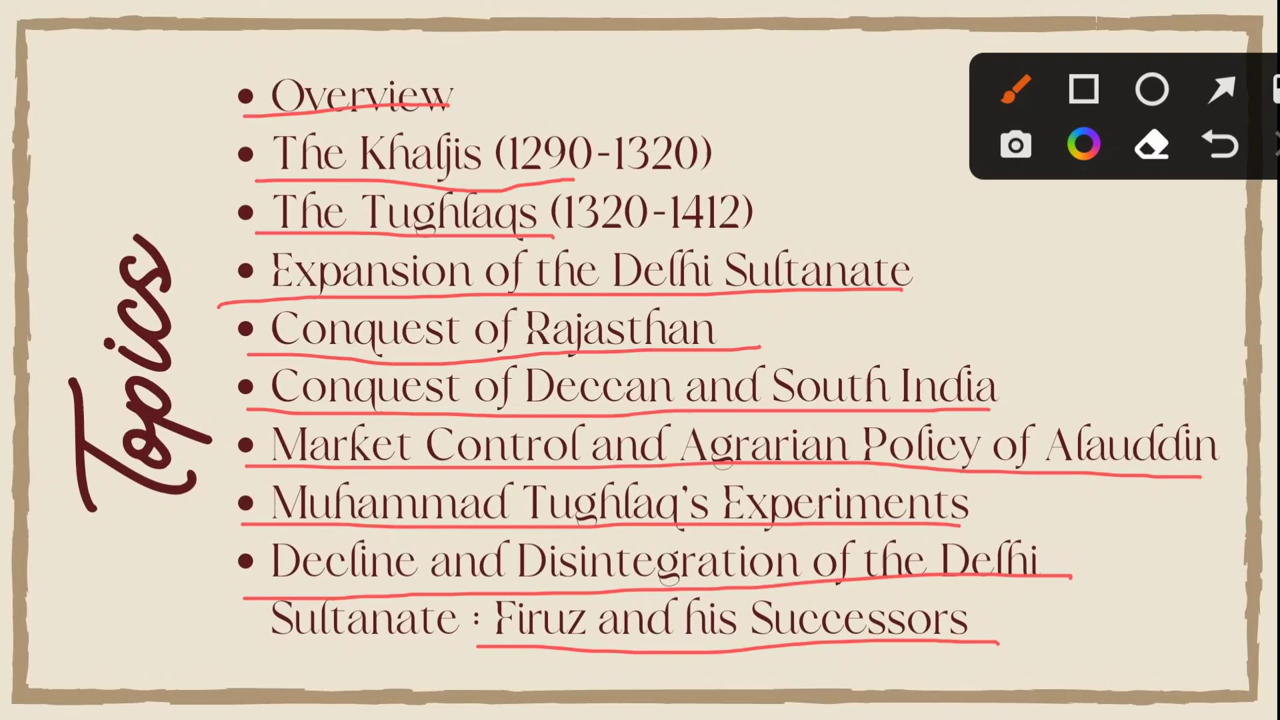 Topics
• Overview
• The Khaljis (1290-1320)
• The Tughlaqs (1320-1412)
• Expansion of the Delhi Sultanate
• Conquest of Rajasthan
• Conquest of Deccan and South India
• Market Control and Agrarian Policy of Alauddin
• Muhammad Tughlaq's Experiments
• Decline and Disintegration of the Delhi
Sultanate : Firuz and his Successors